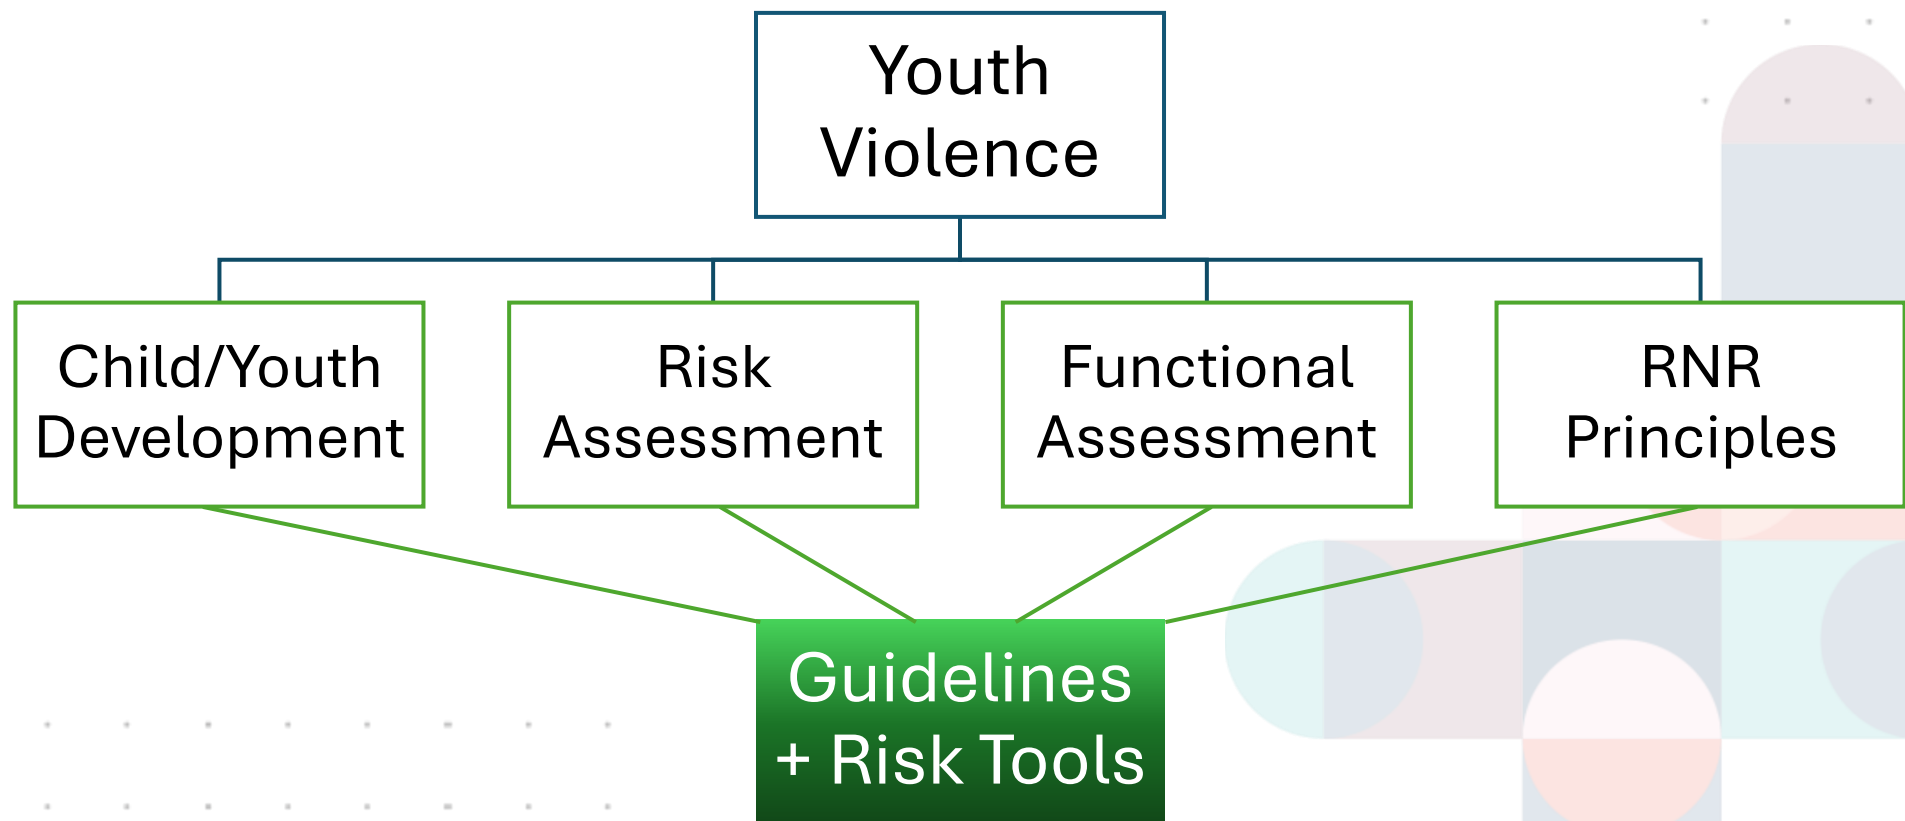 Youth
Violence
Child/Youth
Development
Risk
Assessment
Functional
Assessment
RNR
Principles
Guidelines
+ Risk Tools